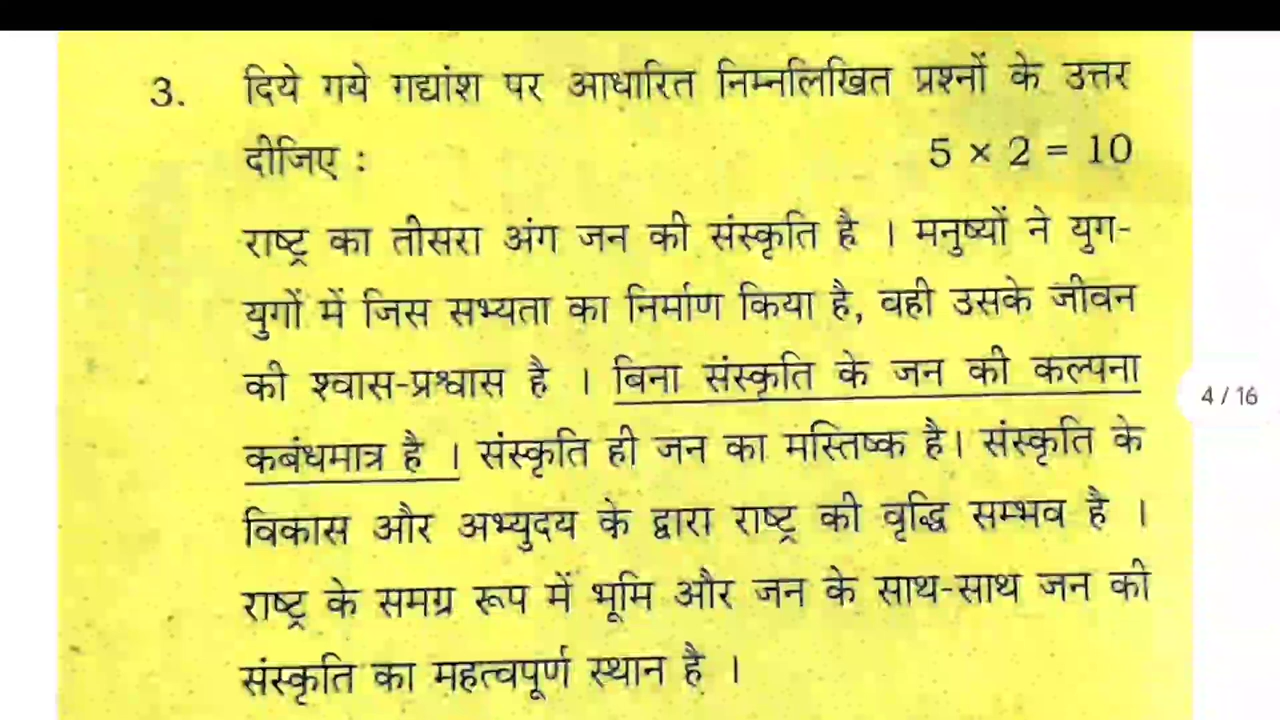 3. दिये गये गद्यांश पर आधारित निम्नलिखित प्रश्नों के उत्तर
दीजिए : 5 × 2 = 10
राष्ट्र का तीसरा अंग जन की संस्कृति है । मनुष्यों ने युग-
युगों में जिस सभ्यता का निर्माण किया है, वही उसके जीवन
की श्वास-प्रश्वास है । बिना संस्कृति के जन की कल्पना
कबंधमात्र है । संस्कृति ही जन का मस्तिष्क है। संस्कृति के
विकास और अभ्युदय के द्वारा राष्ट्र की वृद्धि सम्भव है ।
राष्ट्र के समग्र रूप में भूमि और जन के साथ-साथ जन की
संस्कृति का महत्वपूर्ण स्थान है ।
4 / 16